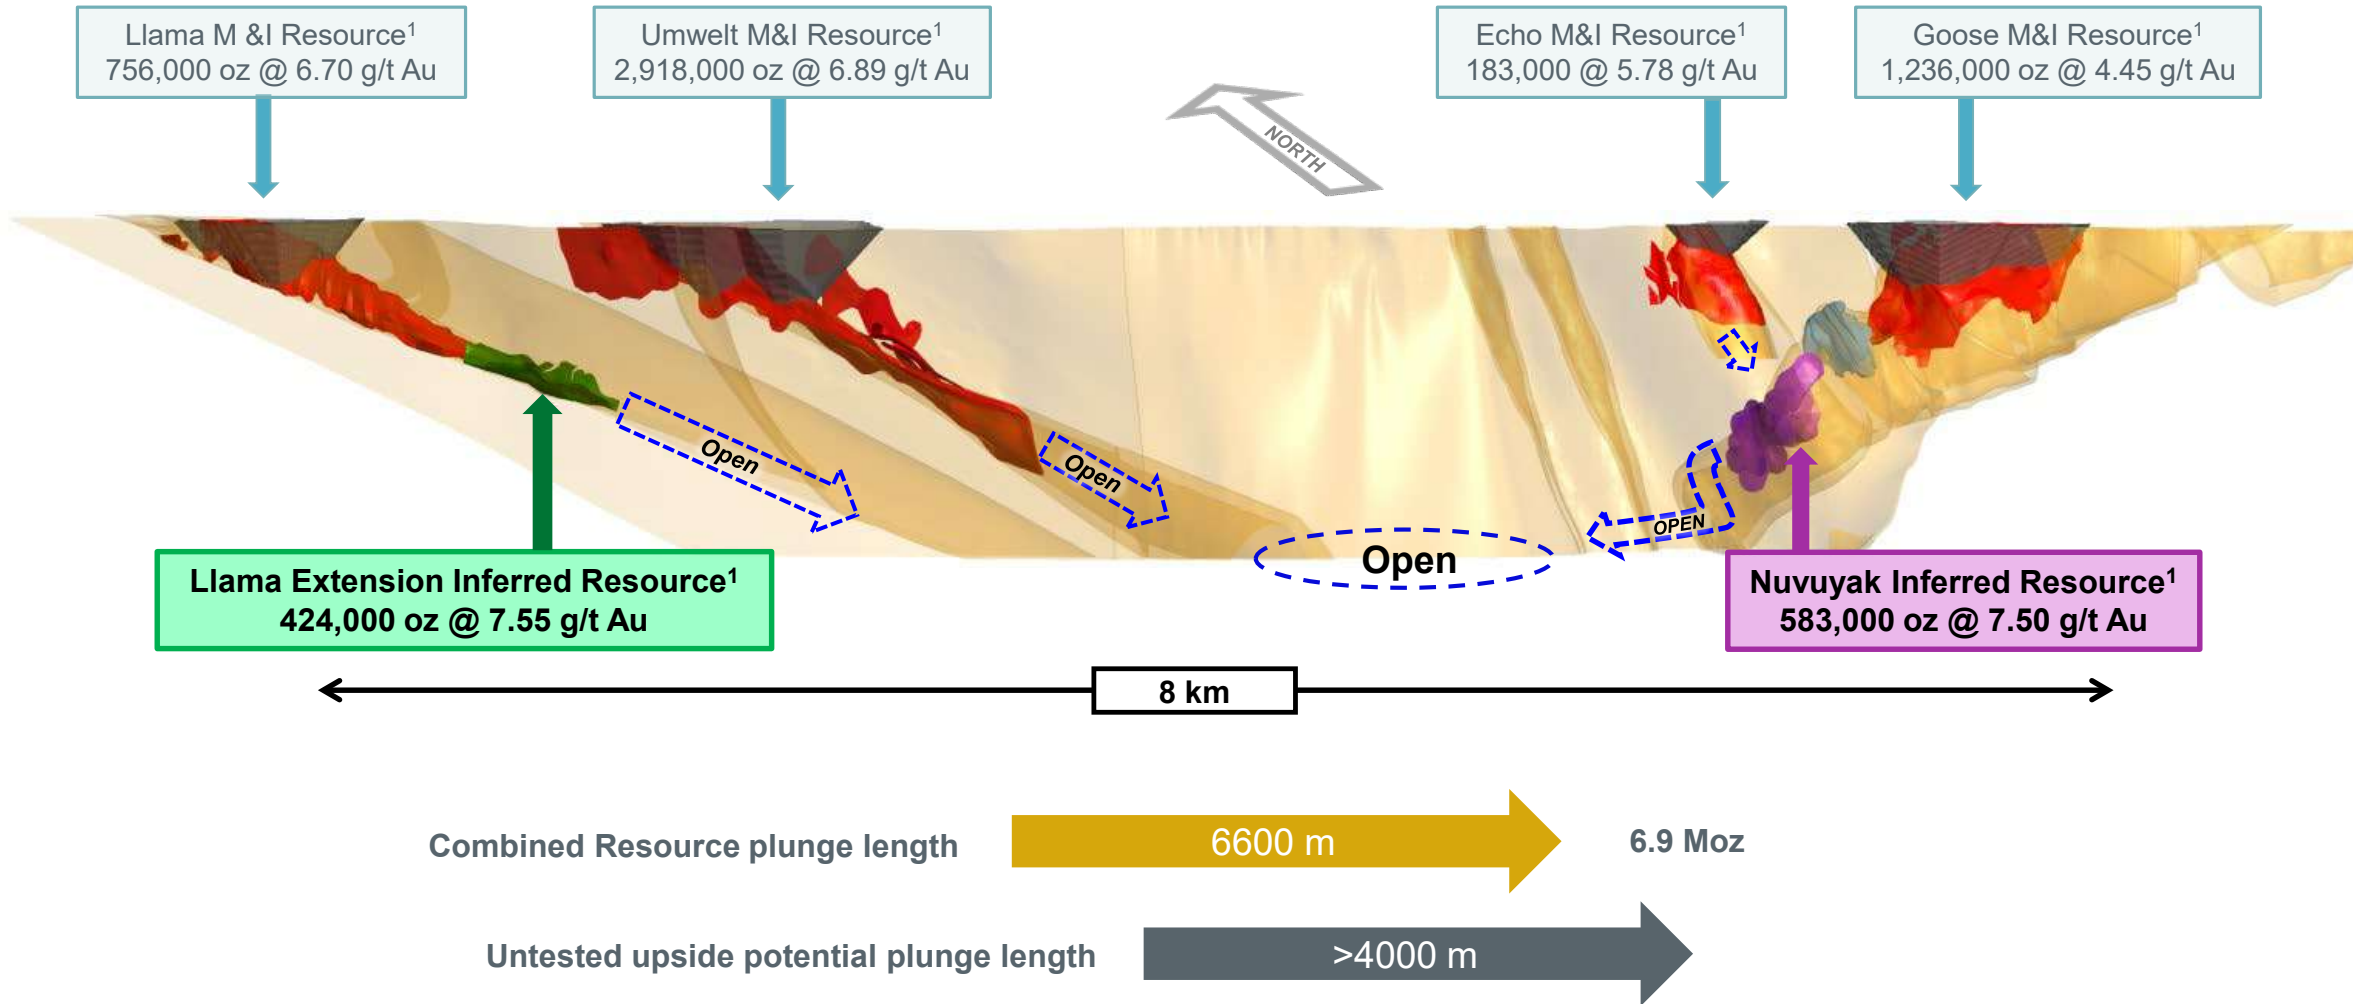 Llama M &I Resource¹
756,000 oz @ 6.70 g/t Au
Umwelt M&I Resource¹
2,918,000 oz @ 6.89 g/t Au
Echo M&I Resource¹
183,000 @ 5.78 g/t Au
Goose M&I Resource¹
1,236,000 oz @ 4.45 g/t Au
NORTH
Open
Open
OPEN
Open
Llama Extension Inferred Resource¹
424,000 oz @ 7.55 g/t Au
Nuvuyak Inferred Resource¹
583,000 oz @ 7.50 g/t Au
8 km
Combined Resource plunge length
6600 m
6.9 Moz
Untested upside potential plunge length
>4000 m